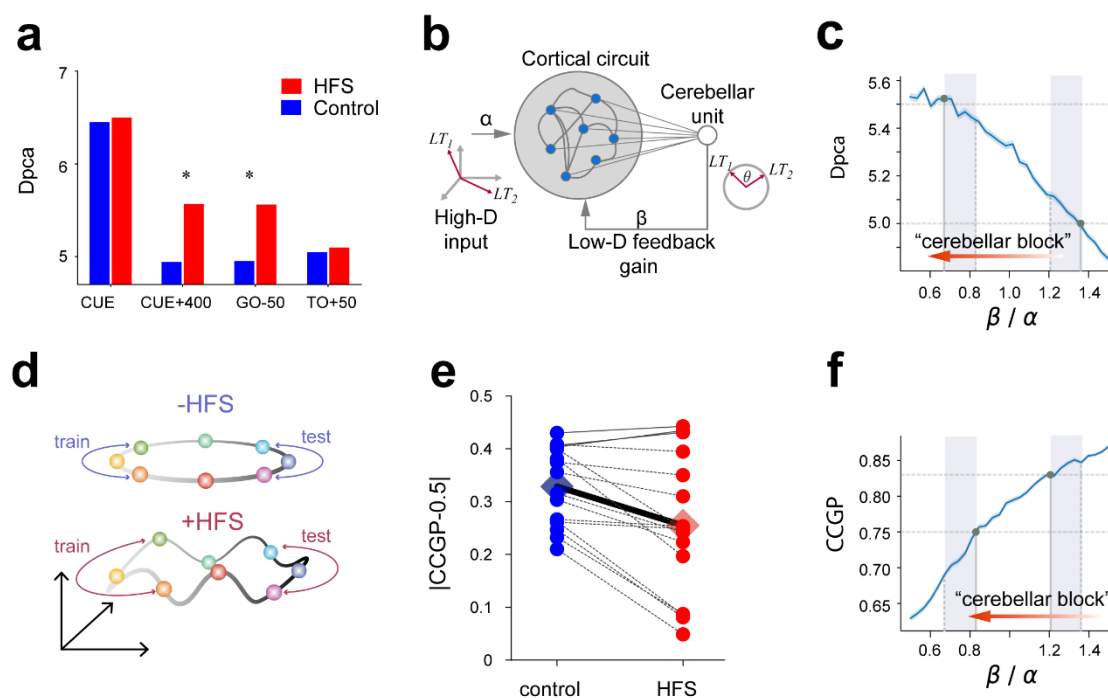 a
7
6
5
Dpca
HFS
Control
*
*
CUE
CUE+400
GO-50
TO+50
b
Cortical circuit
Cerebellar
unit
α
LT1
LT2
High-D
input
β
Low-D feedback
gain
LT1
θ
LT2
c
5.6
5.4
5.2
5.0
Dpca
"cerebellar block"
0.6 0.8 1.0 1.2 1.4
β / α
d
-HFS
train
test
+HFS
train
test
e
0.5
0.4
0.3
0.2
0.1
0
|CCGP-0.5|
control
HFS
f
0.85
0.80
0.75
0.70
0.65
CCGP
"cerebellar block"
0.6 0.8 1.0 1.2 1.4
β / α